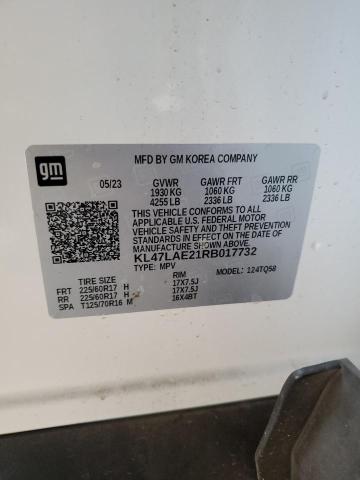 gm
MFD BY GM KOREA COMPANY
05/23 GVWR GAWR FRT GAWR RR
1930 KG 1060 KG 1060 KG
4255 LB 2336 LB 2336 LB
THIS VEHICLE CONFORMS TO ALL APPLICABLE
U.S. FEDERAL MOTOR
VEHICLE SAFETY AND THEFT PREVENTION
STANDARDS IN EFFECT ON THE DATE OF
MANUFACTURE SHOWN ABOVE.
KL47LAE21RB017732
TYPE: MPV MODEL: 124TQ58
TIRE SIZE RIM
FRT 225/60R17 H 17X7.5J
RR 225/60R17 H 17X7.5J
SPA T125/70R16 M 16X4BT